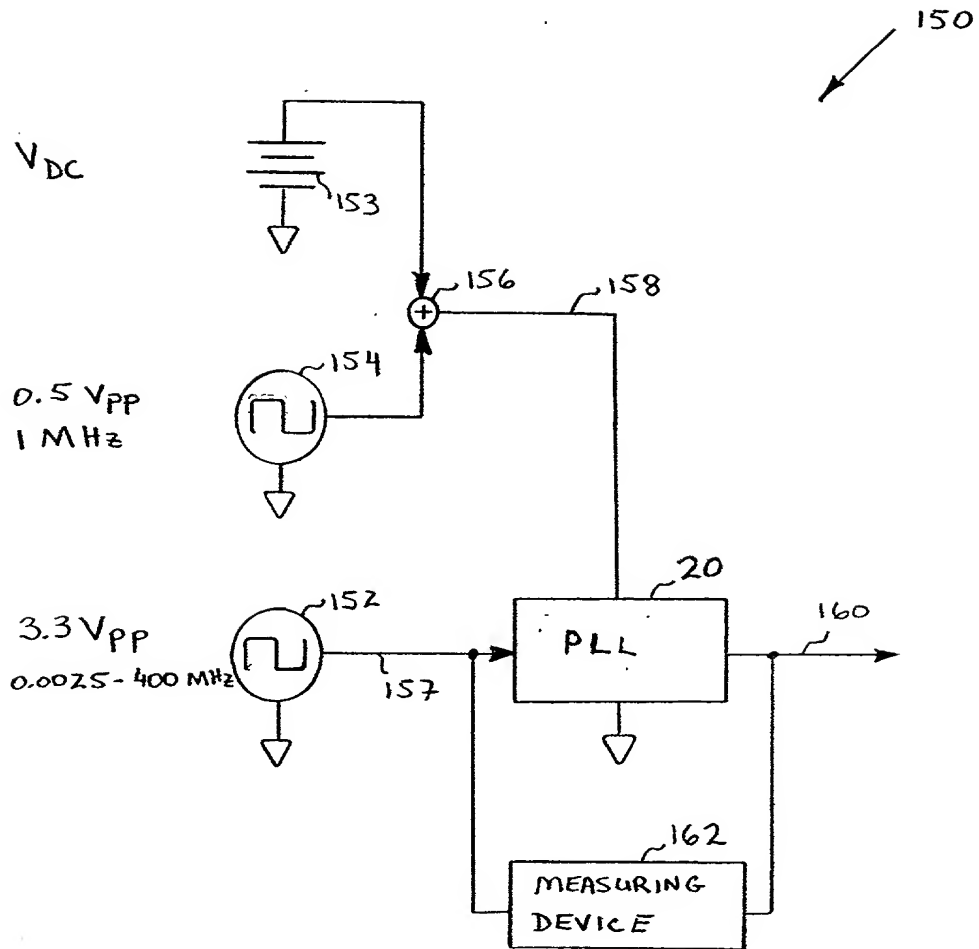 150
V_DC
153
156
158
154
0.5 Vpp
1 MHz
20
152
160
3.3 Vpp
PLL
0.0025-400 MHz
157
162
MEASURING
DEVICE